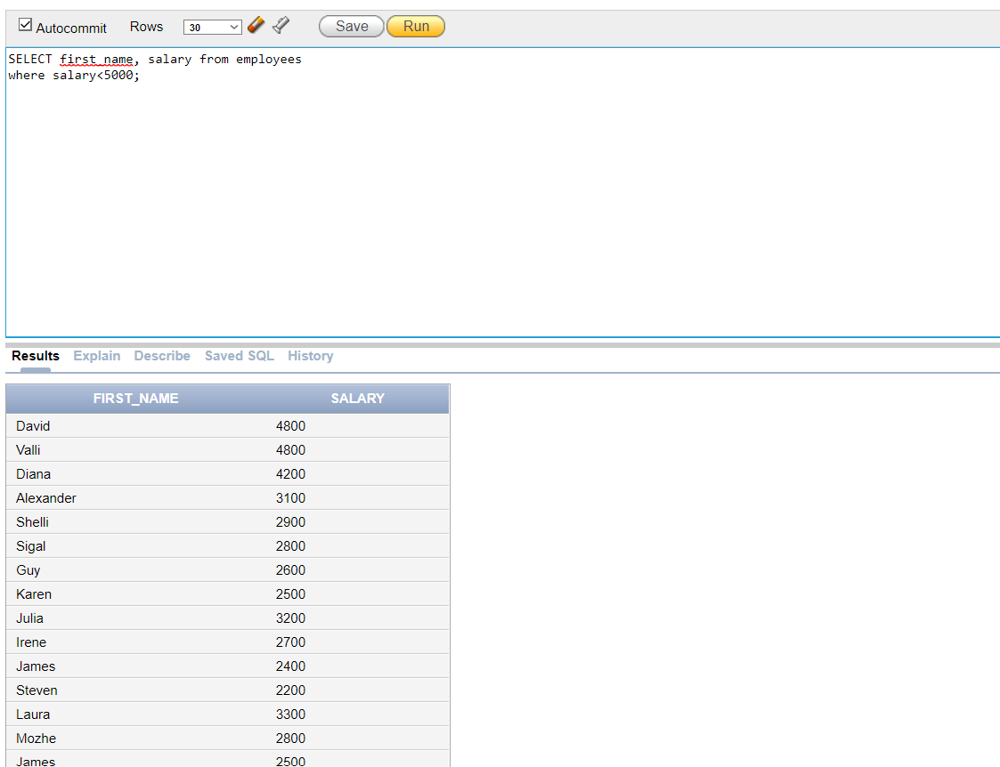 Autocommit Rows 30 Save Run
SELECT first_name, salary from employees
where salary<5000;
Results Explain Describe Saved SQL History
FIRST_NAME SALARY
David 4800
Valli 4800
Diana 4200
Alexander 3100
Shelli 2900
Sigal 2800
Guy 2600
Karen 2500
Julia 3200
Irene 2700
James 2400
Steven 2200
Laura 3300
Mozhe 2800
James 2500